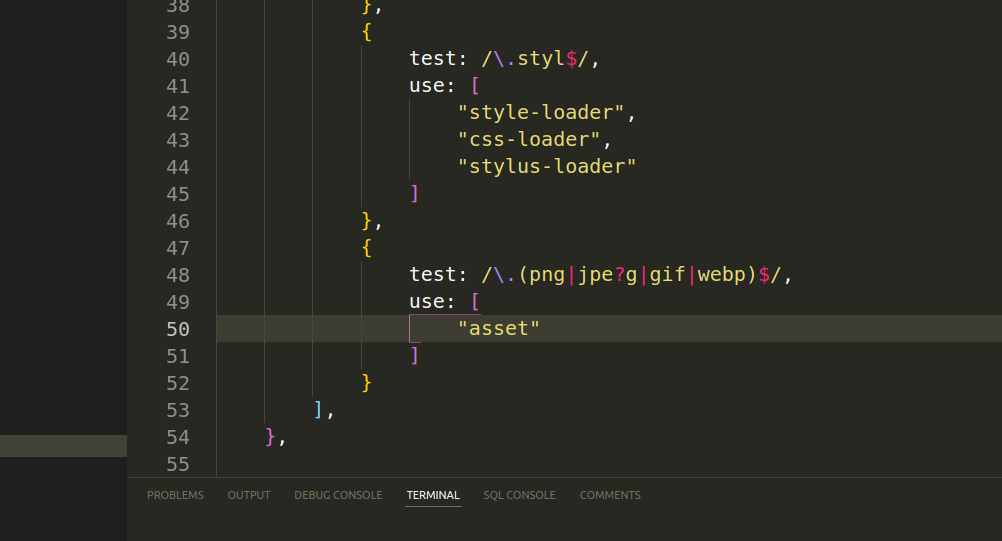 38 },
39 {
40 test: /\.styl$/,
41 use: [
42 "style-loader",
43 "css-loader",
44 "stylus-loader"
45 ]
46 },
47 {
48 test: /\.(png|jpe?g|gif|webp)$/,
49 use: [
50 "asset"
51 ]
52 }
53 ],
54 },
55
PROBLEMS OUTPUT DEBUG CONSOLE TERMINAL SQL CONSOLE COMMENTS